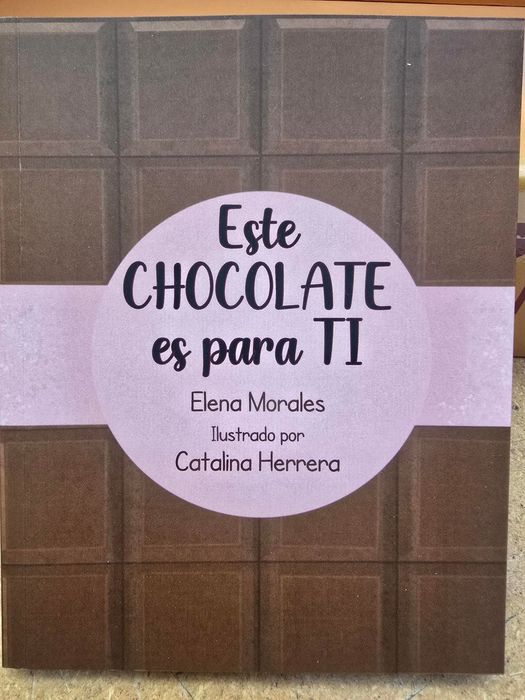 Este
CHOCOLATE
es para TI
Elena Morales
Ilustrado por
Catalina Herrera